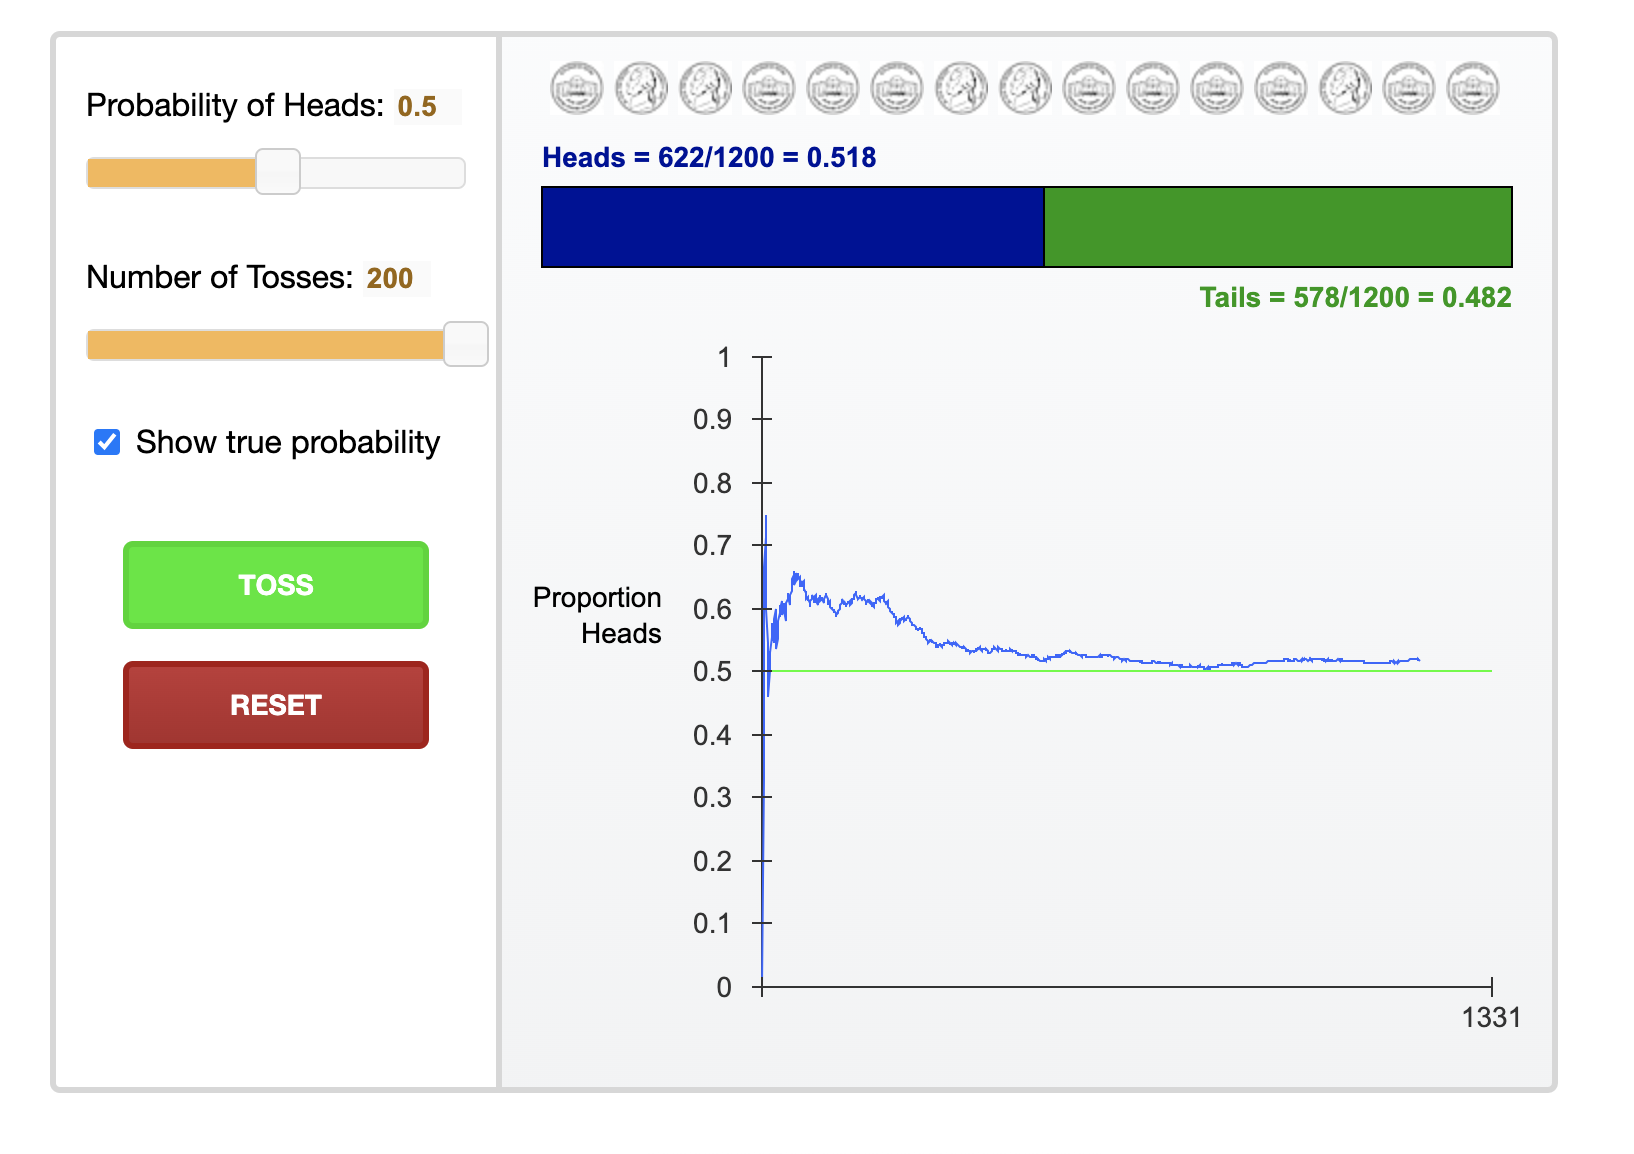 Probability of Heads: 0.5
Number of Tosses: 200
Show true probability
TOSS
RESET
Heads = 622/1200 = 0.518
Tails = 578/1200 = 0.482
1
0.9
0.8
0.7
Proportion
Heads
0.6
0.5
0.4
0.3
0.2
0.1
0
1331